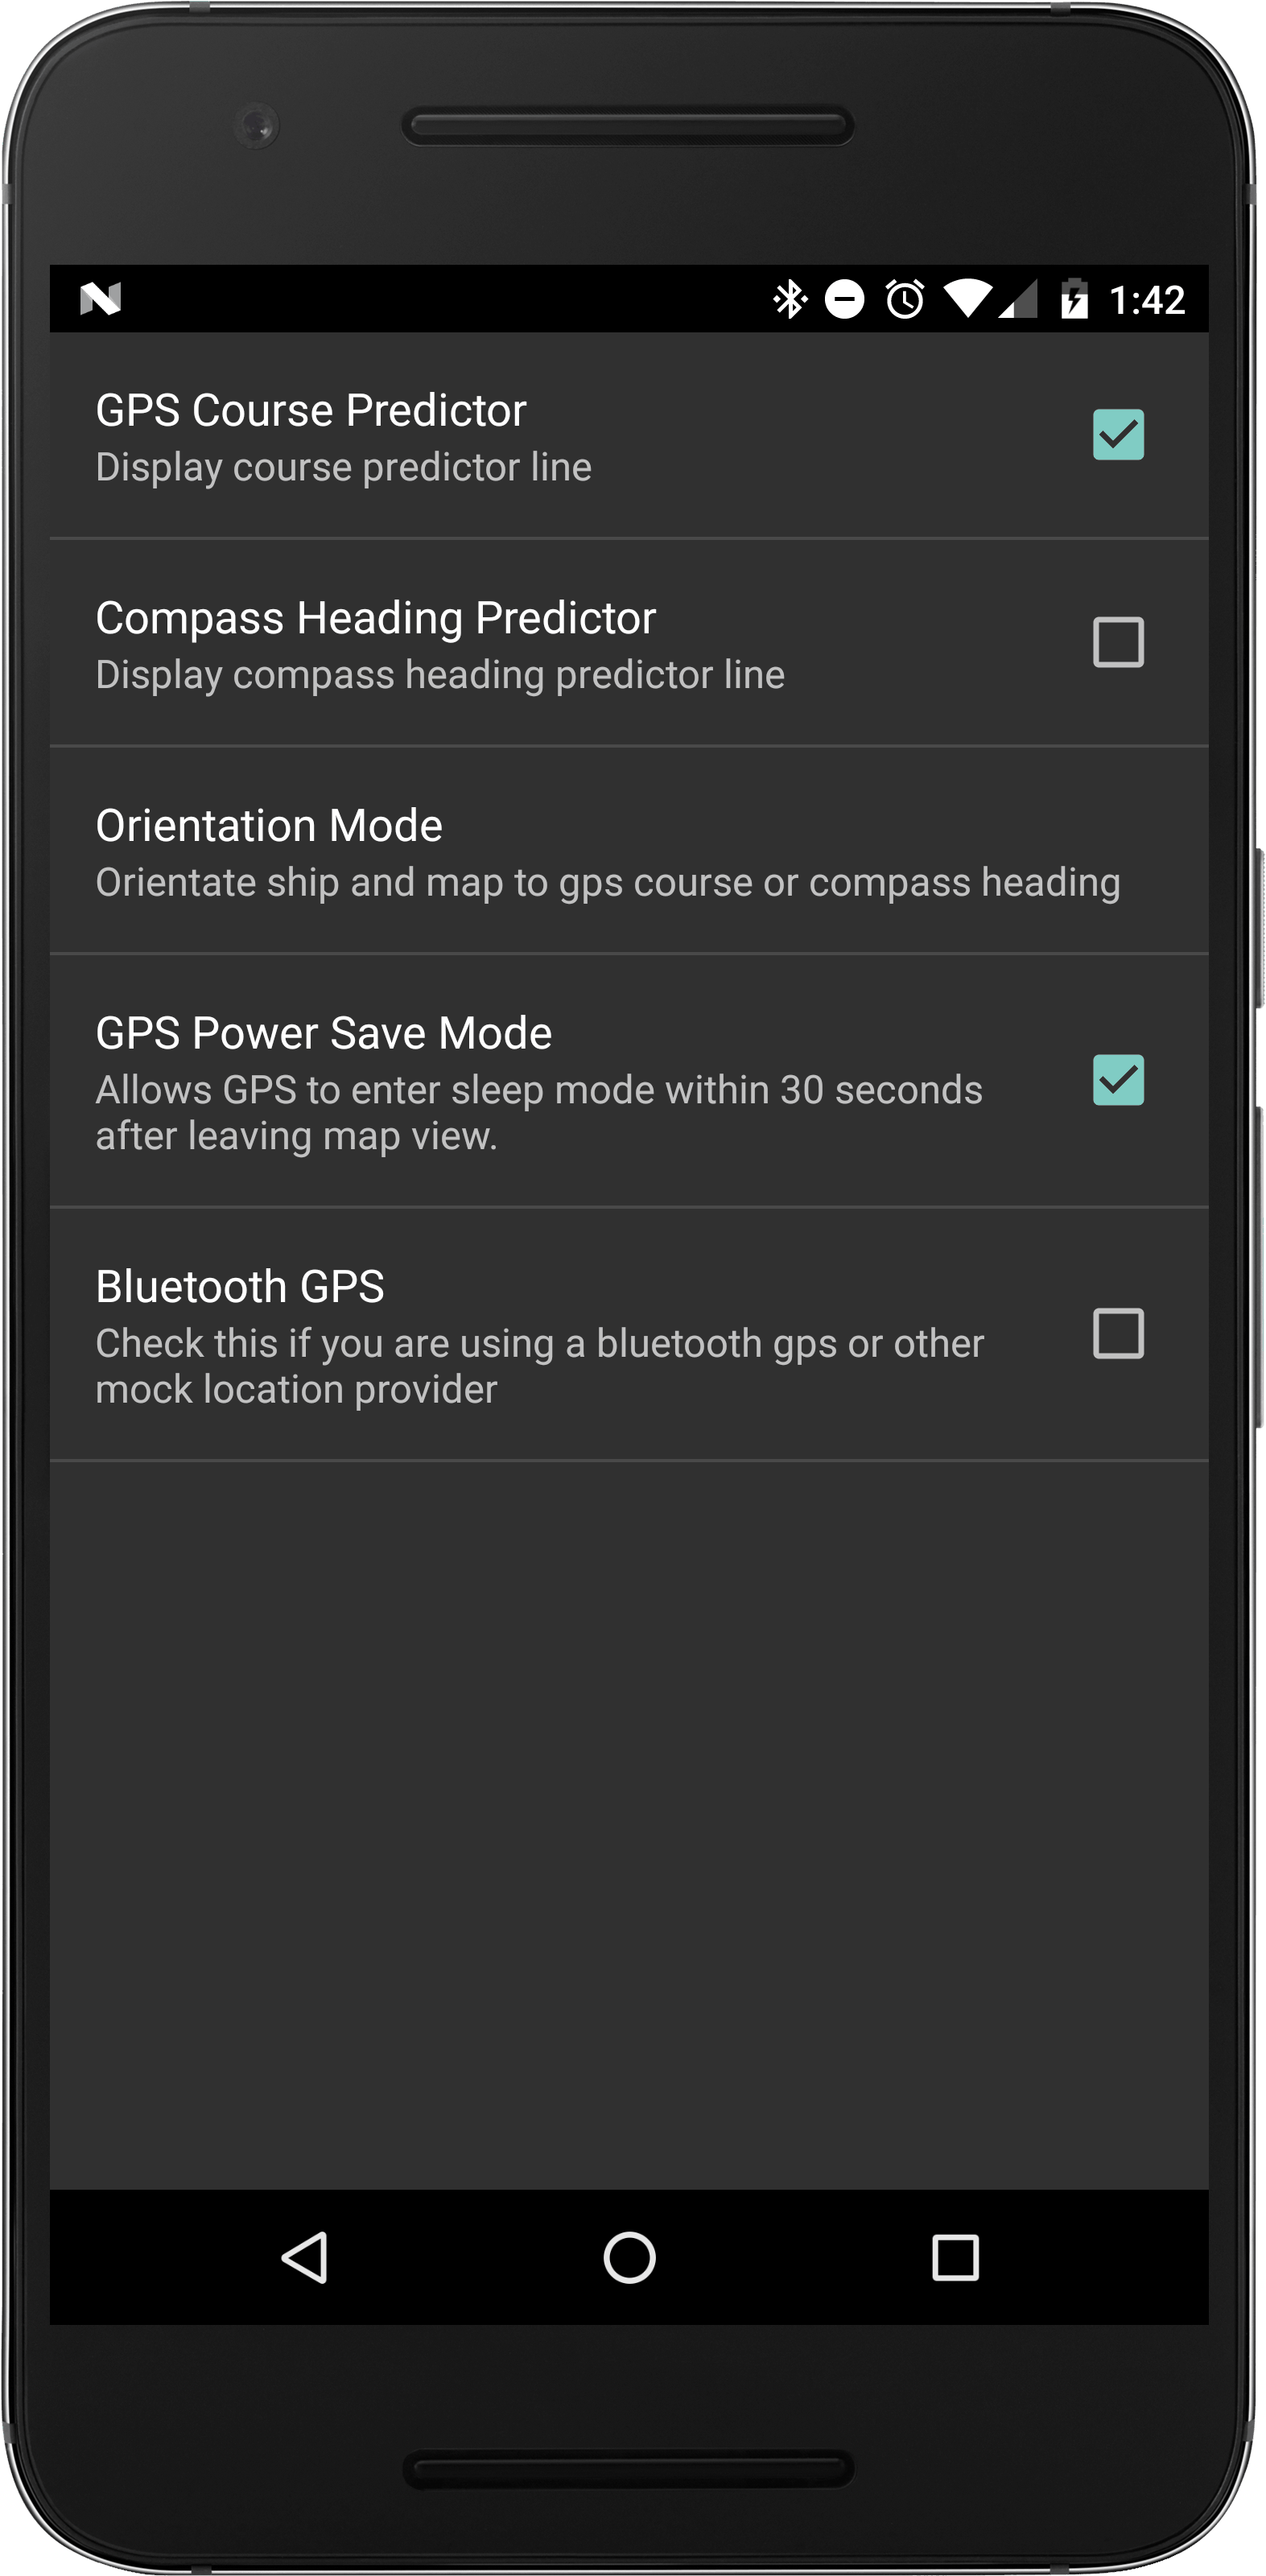 1:42
GPS Course Predictor
Display course predictor line
Compass Heading Predictor
Display compass heading predictor line
Orientation Mode
Orientate ship and map to gps course or compass heading
GPS Power Save Mode
Allows GPS to enter sleep mode within 30 seconds
after leaving map view.
Bluetooth GPS
Check this if you are using a bluetooth gps or other
mock location provider